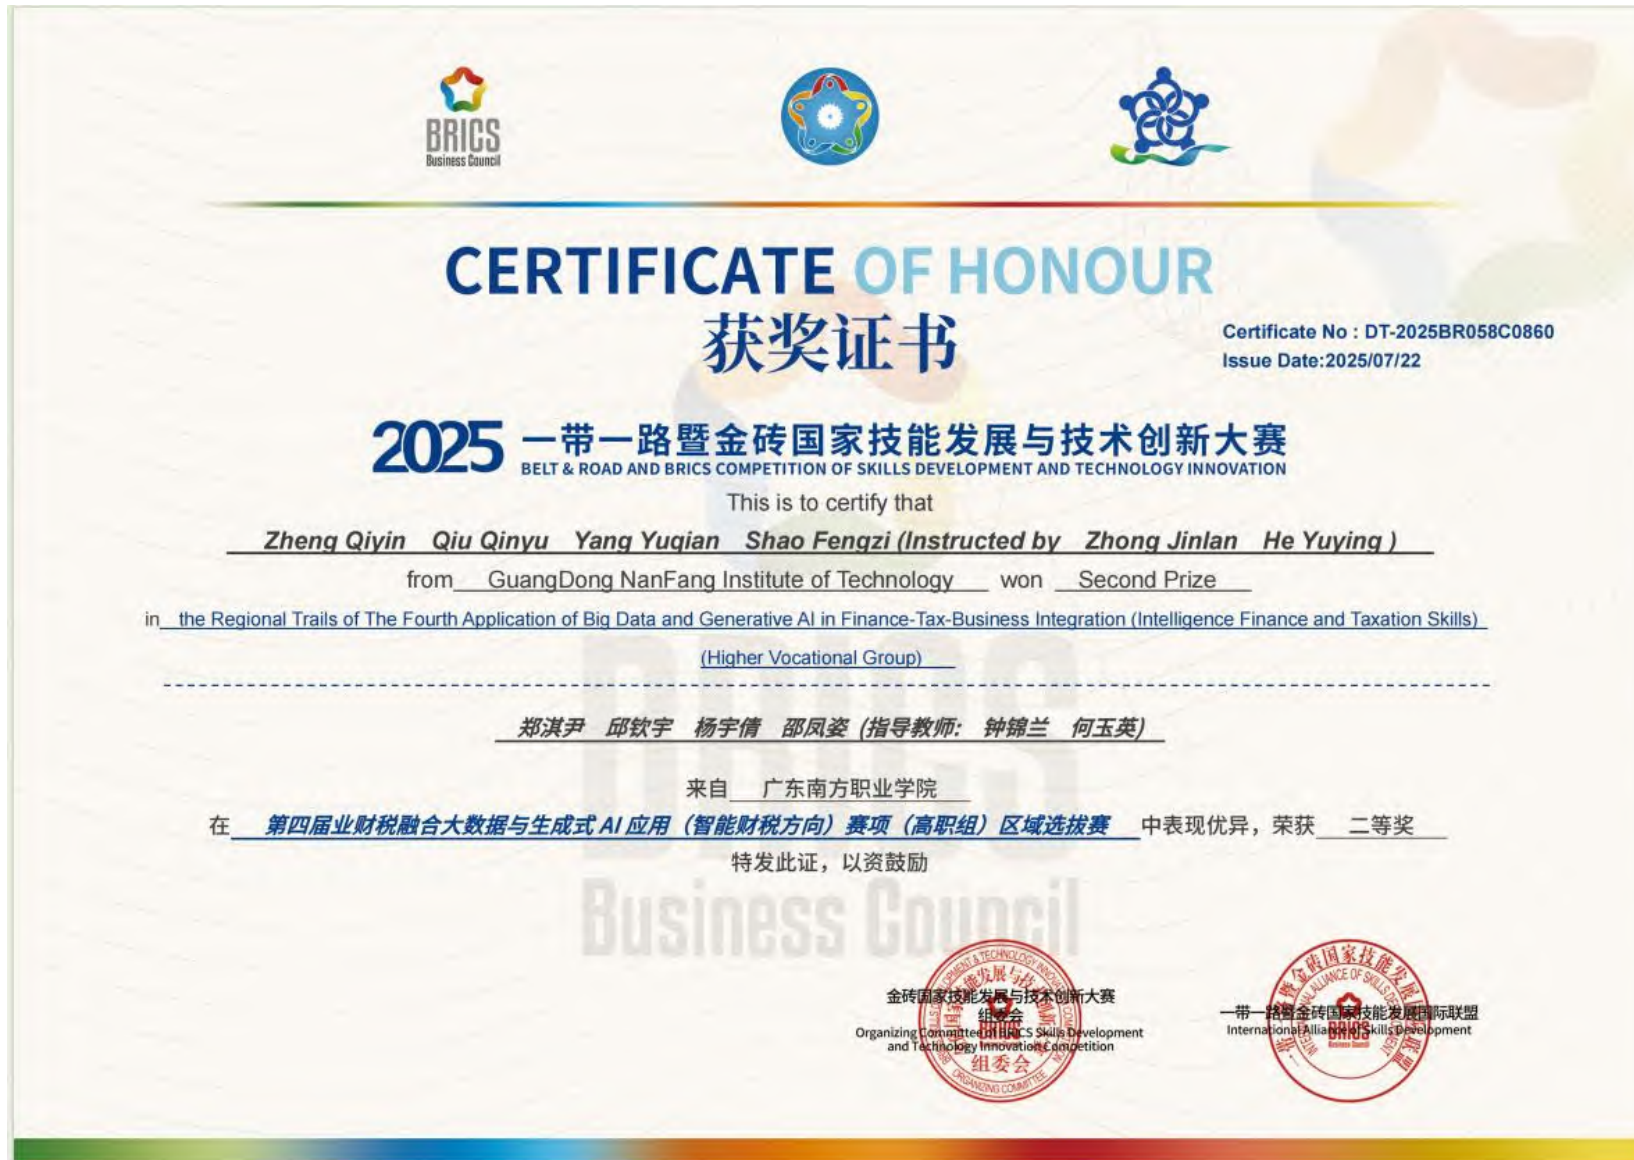 BRICS
Business Council
CERTIFICATE OF HONOUR
获奖证书
Certificate No : DT-2025BR058C0860
Issue Date:2025/07/22
2025 一带一路暨金砖国家技能发展与技术创新大赛
BELT & ROAD AND BRICS COMPETITION OF SKILLS DEVELOPMENT AND TECHNOLOGY INNOVATION
This is to certify that
Zheng Qiyin Qiu Qinyu Yang Yuqian Shao Fengzi (Instructed by Zhong Jinlan He Yuying )
from GuangDong NanFang Institute of Technology won Second Prize
in the Regional Trails of The Fourth Application of Big Data and Generative AI in Finance-Tax-Business Integration (Intelligence Finance and Taxation Skills)
(Higher Vocational Group)
郑淇尹 邱钦宇 杨宇倩 邵凤姿 (指导教师: 钟锦兰 何玉英)
来自 广东南方职业学院
在 第四届业财税融合大数据与生成式 AI 应用（智能财税方向）赛项（高职组）区域选拔赛 中表现优异，荣获 二等奖
特发此证，以资鼓励
BRICS
Business Council
金砖国家技能发展与技术创新大赛
组委会
Organizing Committee of BRICS Skills Development
and Technology Innovation Competition
组委会
ORGANIZING COMMITTEE
一带一路暨金砖国家技能发展国际联盟
International Alliance of Skills Development
BRICS
Business Council